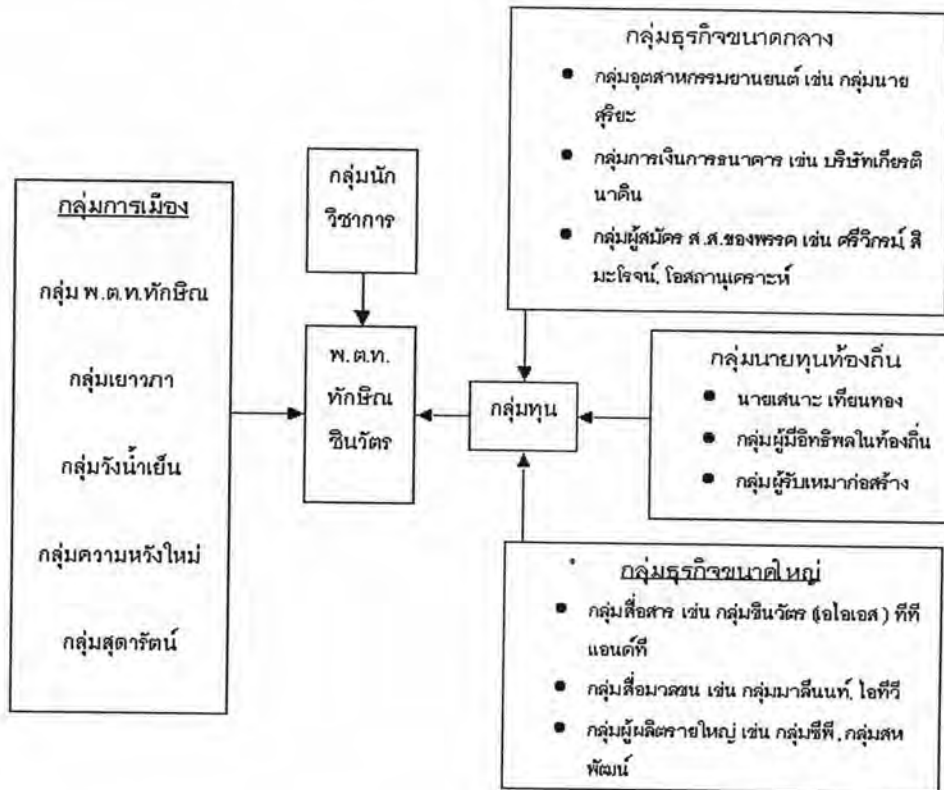 กลุ่มการเมือง
กลุ่ม พ.ต.ท.ทักษิณ
กลุ่มเยาวภา
กลุ่มวังน้ำเย็น
กลุ่มความหวังใหม่
กลุ่มสุดารัตน์
กลุ่มนัก
วิชาการ
พ.ต.ท.
ทักษิณ
ชินวัตร
กลุ่มทุน
กลุ่มธุรกิจขนาดกลาง
● กลุ่มอุตสาหกรรมยานยนต์ เช่น กลุ่มนาย
สุริยะ
● กลุ่มการเงินการธนาคาร เช่น บริษัทเกียรติ
นาคิน
● กลุ่มผู้สมัคร ส.ส.ของพรรค เช่น ศรีวิกรม์, สิ
มะโรจน์, โอสถานุเคราะห์
กลุ่มนายทุนท้องถิ่น
● นายเสนาะ เทียนทอง
● กลุ่มผู้มีอิทธิพลในท้องถิ่น
● กลุ่มผู้รับเหมาก่อสร้าง
กลุ่มธุรกิจขนาดใหญ่
● กลุ่มสื่อสาร เช่น กลุ่มชินวัตร (เอไอเอส ) ทีที
แอนด์ที
● กลุ่มสื่อมวลชน เช่น กลุ่มมาลีนนท์, ไอทีวี
● กลุ่มผู้ผลิตรายใหญ่ เช่น กลุ่มซีพี, กลุ่มสห
พัฒน์